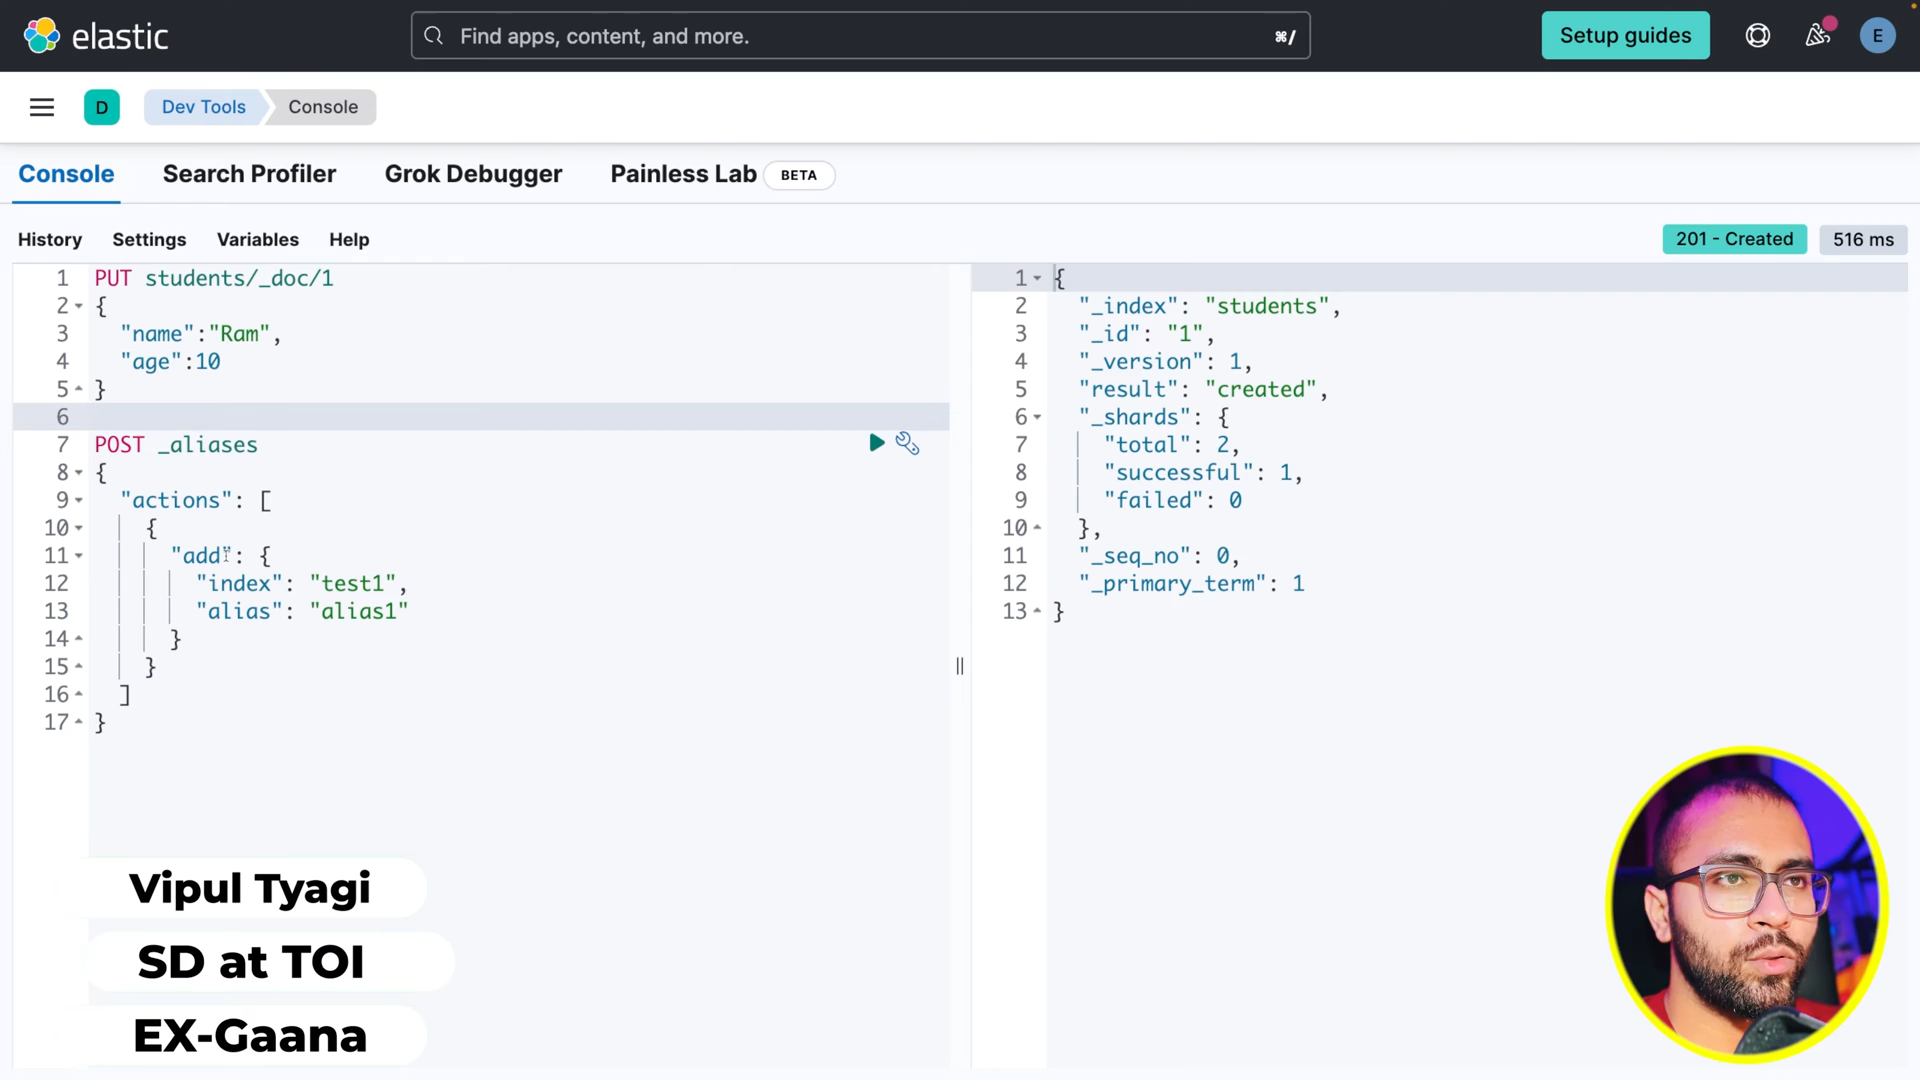 elastic
Find apps, content, and more.
⌘/
Setup guides
E
D
Dev Tools
Console
Console
Search Profiler
Grok Debugger
Painless Lab
BETA
History
Settings
Variables
Help
201 - Created
516 ms
1 PUT students/_doc/1
2 {
3 "name":"Ram",
4 "age":10
5 }
6
7 POST _aliases
8 {
9 "actions": [
10 {
11 "add": {
12 "index": "test1",
13 "alias": "alias1"
14 }
15 }
16 ]
17 }
1 {
2 "_index": "students",
3 "_id": "1",
4 "_version": 1,
5 "result": "created",
6 "_shards": {
7 "total": 2,
8 "successful": 1,
9 "failed": 0
10 },
11 "_seq_no": 0,
12 "_primary_term": 1
13 }
Vipul Tyagi
SD at TOI
EX-Gaana